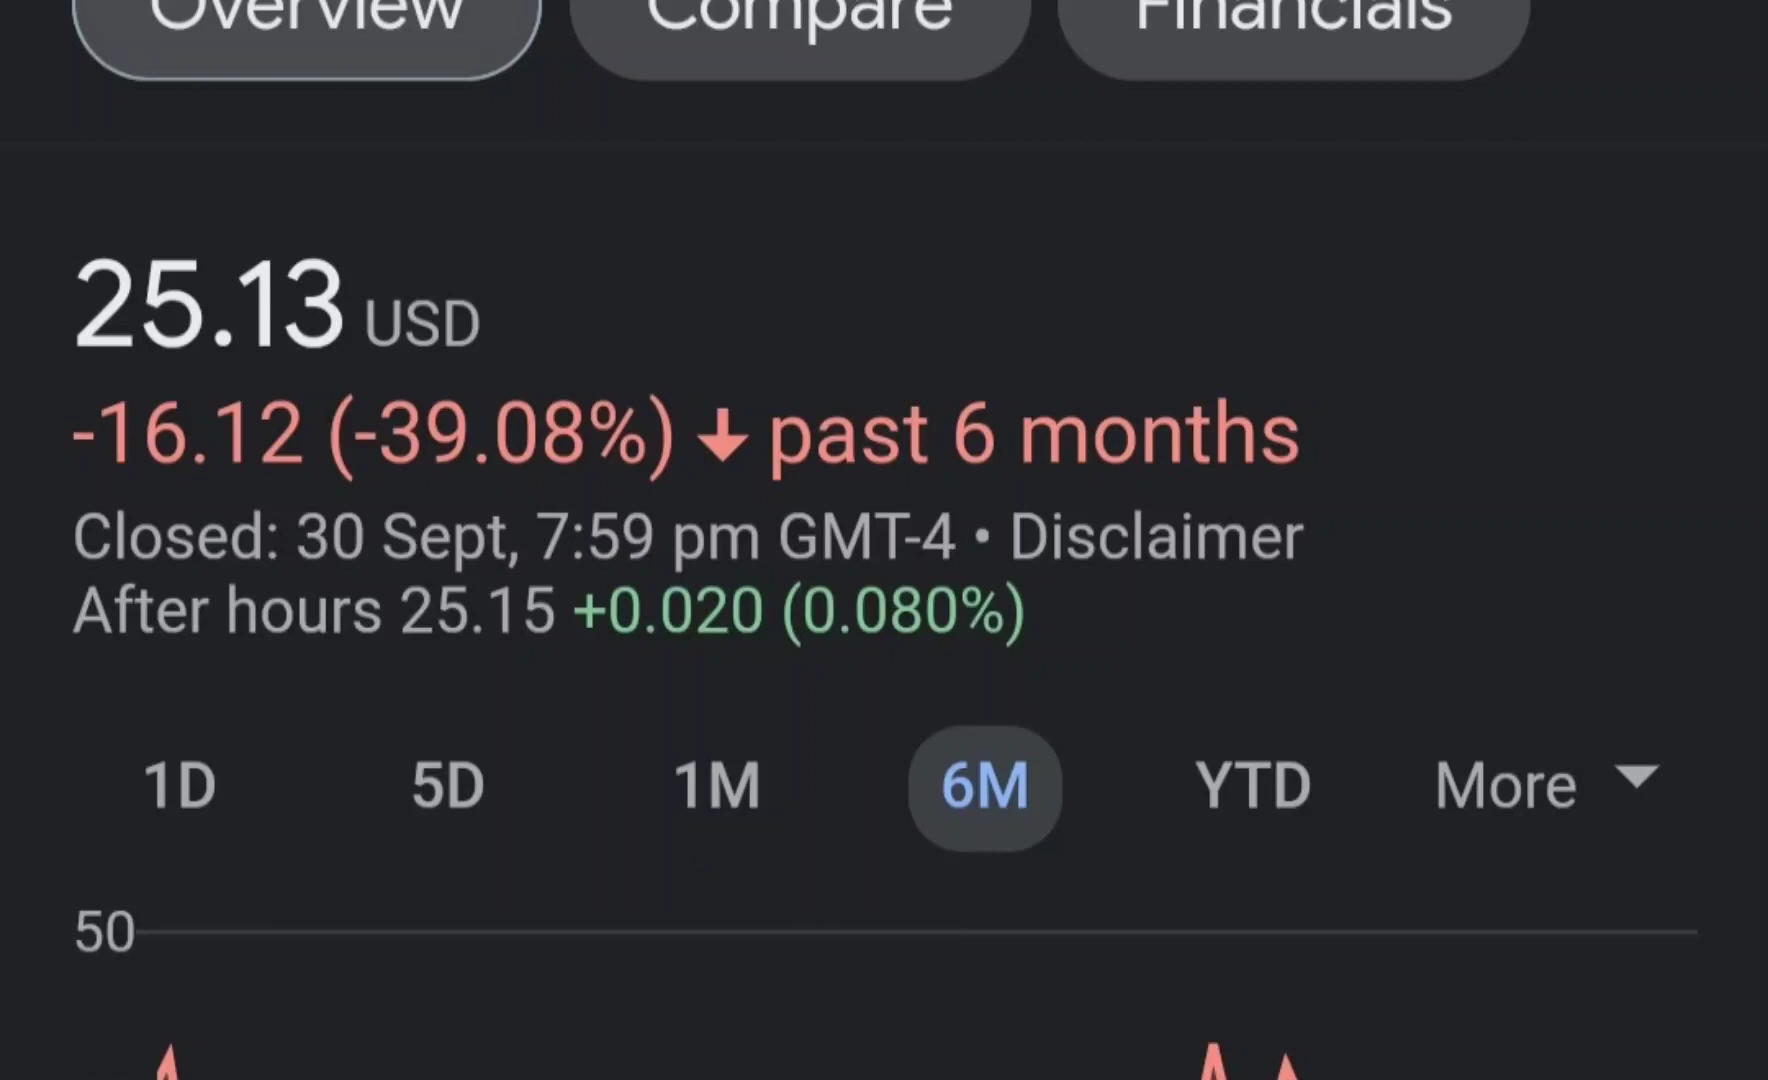 Overview Compare Financials
25.13 USD
-16.12 (-39.08%) ↓ past 6 months
Closed: 30 Sept, 7:59 pm GMT-4 • Disclaimer
After hours 25.15 +0.020 (0.080%)
1D 5D 1M 6M YTD More
50